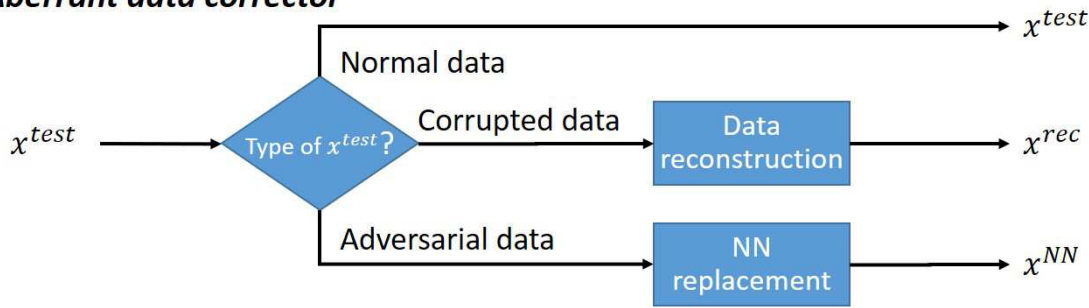 Aberrant data corrector
x^test
Normal data
x^test
Type of x^test?
Corrupted data
Data
reconstruction
x^rec
Adversarial data
NN
replacement
x^NN